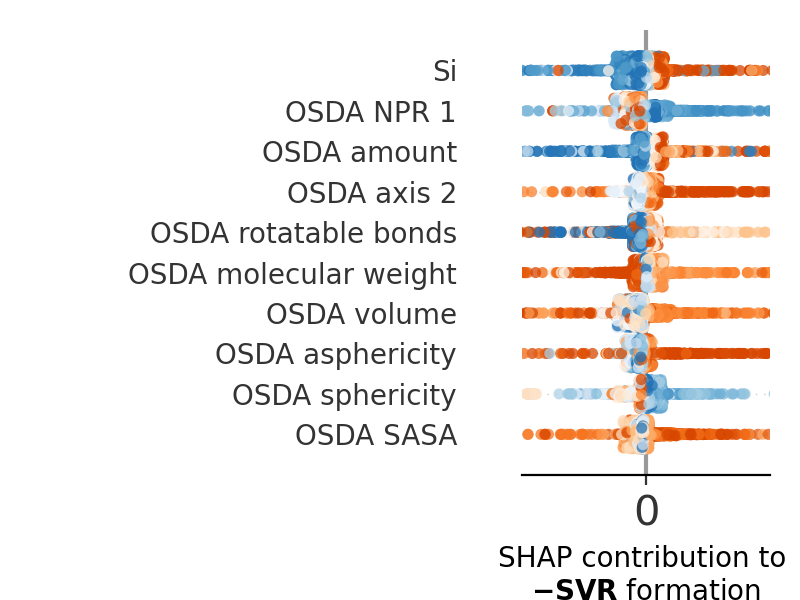 Si
OSDA NPR 1
OSDA amount
OSDA axis 2
OSDA rotatable bonds
OSDA molecular weight
OSDA volume
OSDA asphericity
OSDA sphericity
OSDA SASA
0
SHAP contribution to
−SVR formation